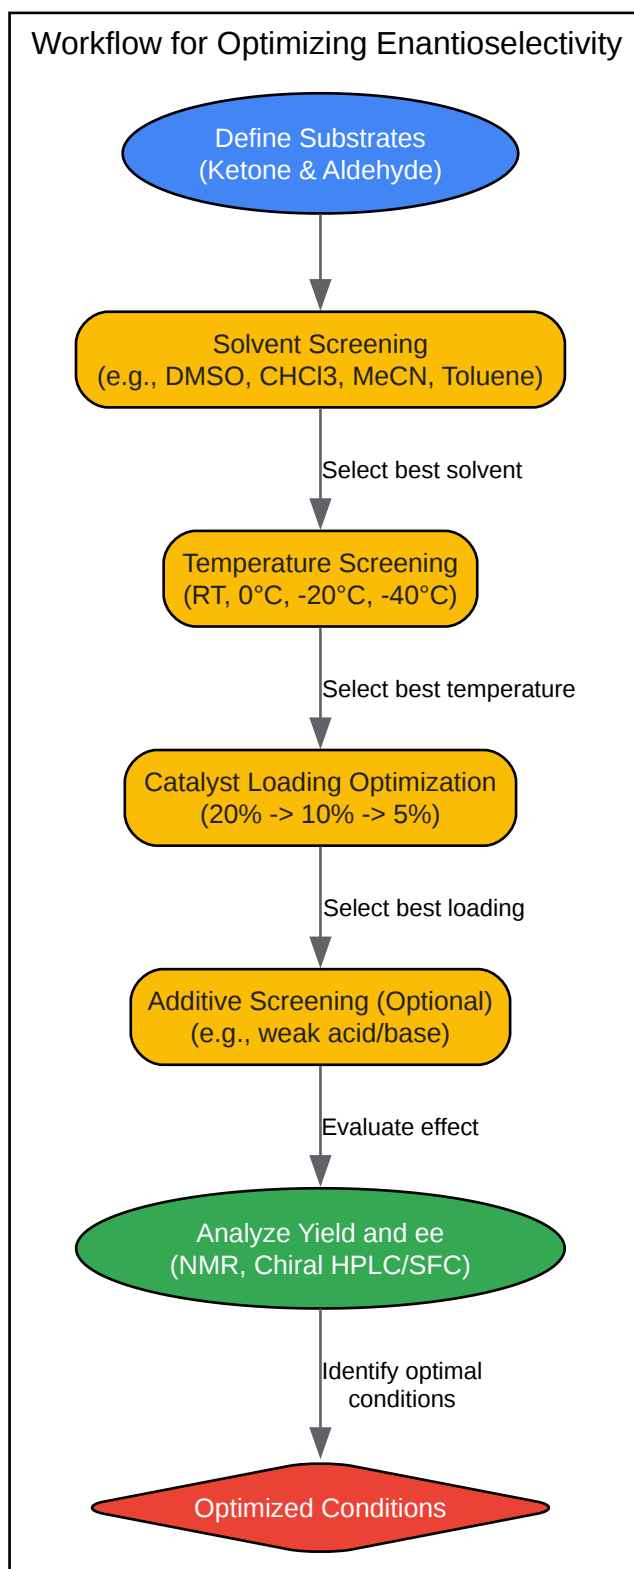 Workflow for Optimizing Enantioselectivity
Define Substrates
(Ketone & Aldehyde)
Solvent Screening
(e.g., DMSO, CHCl3, MeCN, Toluene)
Select best solvent
Temperature Screening
(RT, 0°C, -20°C, -40°C)
Select best temperature
Catalyst Loading Optimization
(20% -> 10% -> 5%)
Select best loading
Additive Screening (Optional)
(e.g., weak acid/base)
Evaluate effect
Analyze Yield and ee
(NMR, Chiral HPLC/SFC)
Identify optimal
conditions
Optimized Conditions